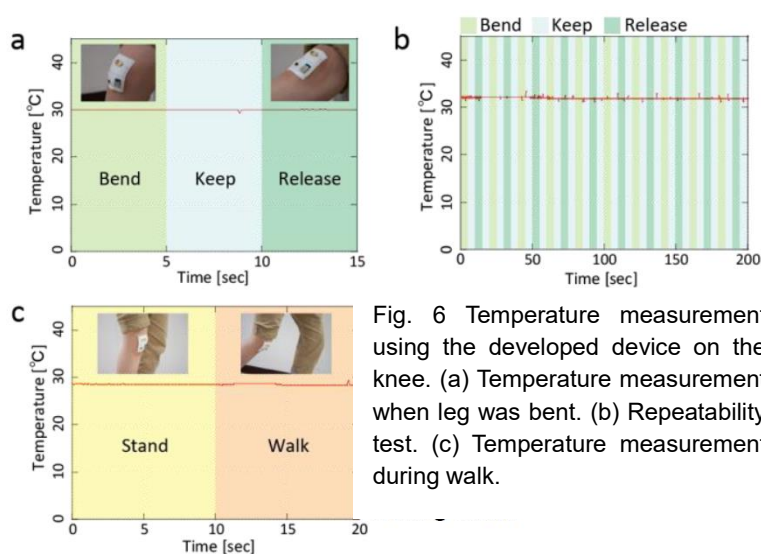 a
Temperature [°C]
40
30
20
10
0
Bend
Keep
Release
0
5
10
15
Time [sec]
b
Bend
Keep
Release
Temperature [°C]
40
30
20
10
0
0
50
100
150
200
Time [sec]
c
Temperature [°C]
40
30
20
10
0
Stand
Walk
0
5
10
15
20
Time [sec]
Fig. 6 Temperature measurement
using the developed device on the
knee. (a) Temperature measurement
when leg was bent. (b) Repeatability
test. (c) Temperature measurement
during walk.